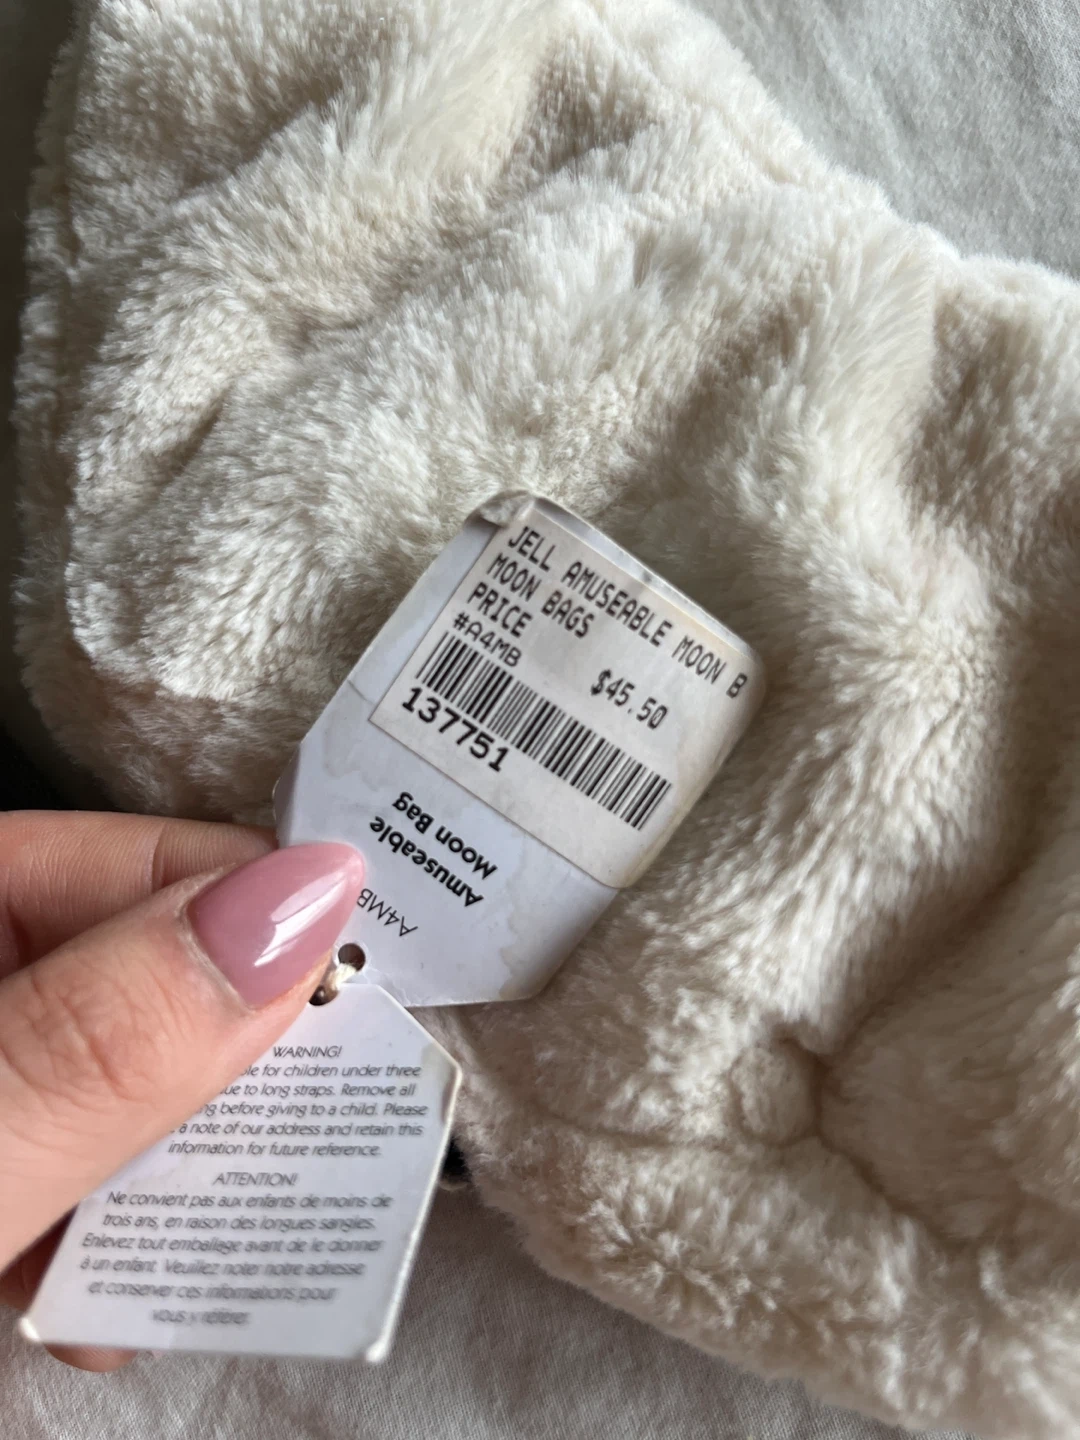 JELL AMUSEABLE MOON B
MOON BAGS
PRICE $45.50
#A4MB
137751
Amuseable
Moon Bag
A4MB
WARNING!
for children under three
to long straps. Remove all
before giving to a child. Please
a note of our address and retain this
information for future reference.
ATTENTION!
Ne convient pas aux enfants de moins de
trois ans, en raison des longues sangles.
Enlevez tout emballage avant de le donner
à un enfant. Veuillez noter notre adresse
et conserver ces informations pour
vous y référer.